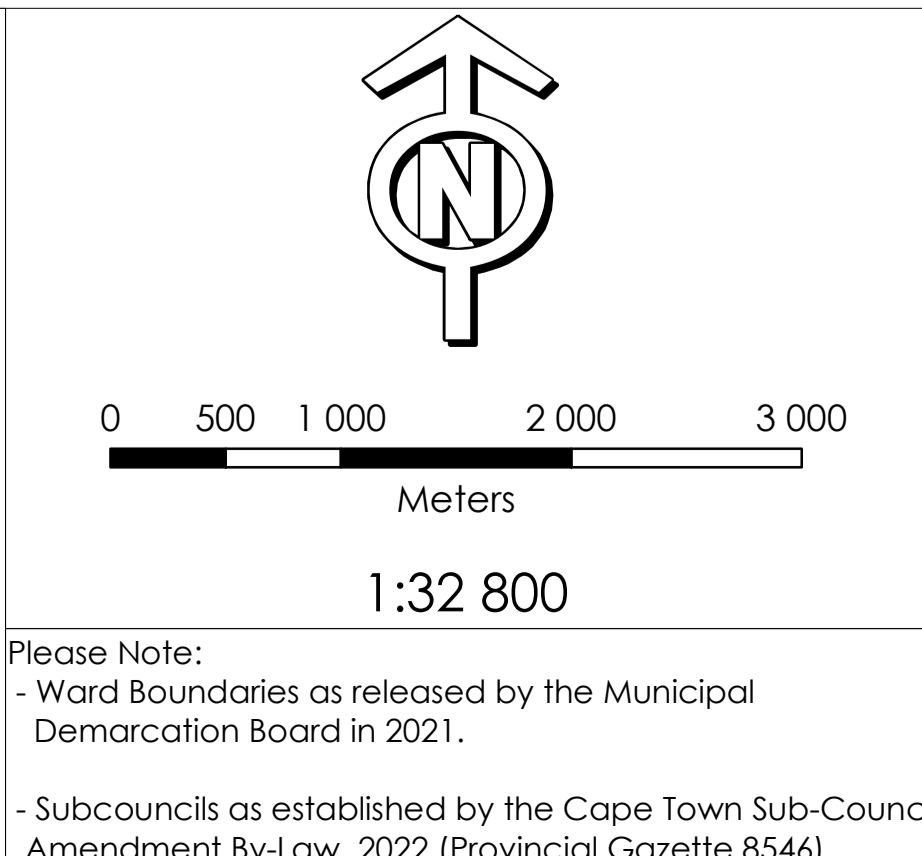 N
0 500 1 000 2 000 3 000
Meters
1:32 800
Please Note:
- Ward Boundaries as released by the Municipal
Demarcation Board in 2021.
- Subcouncils as established by the Cape Town Sub-Counc
Amendment By-Law, 2022 (Provincial Gazette 8546)